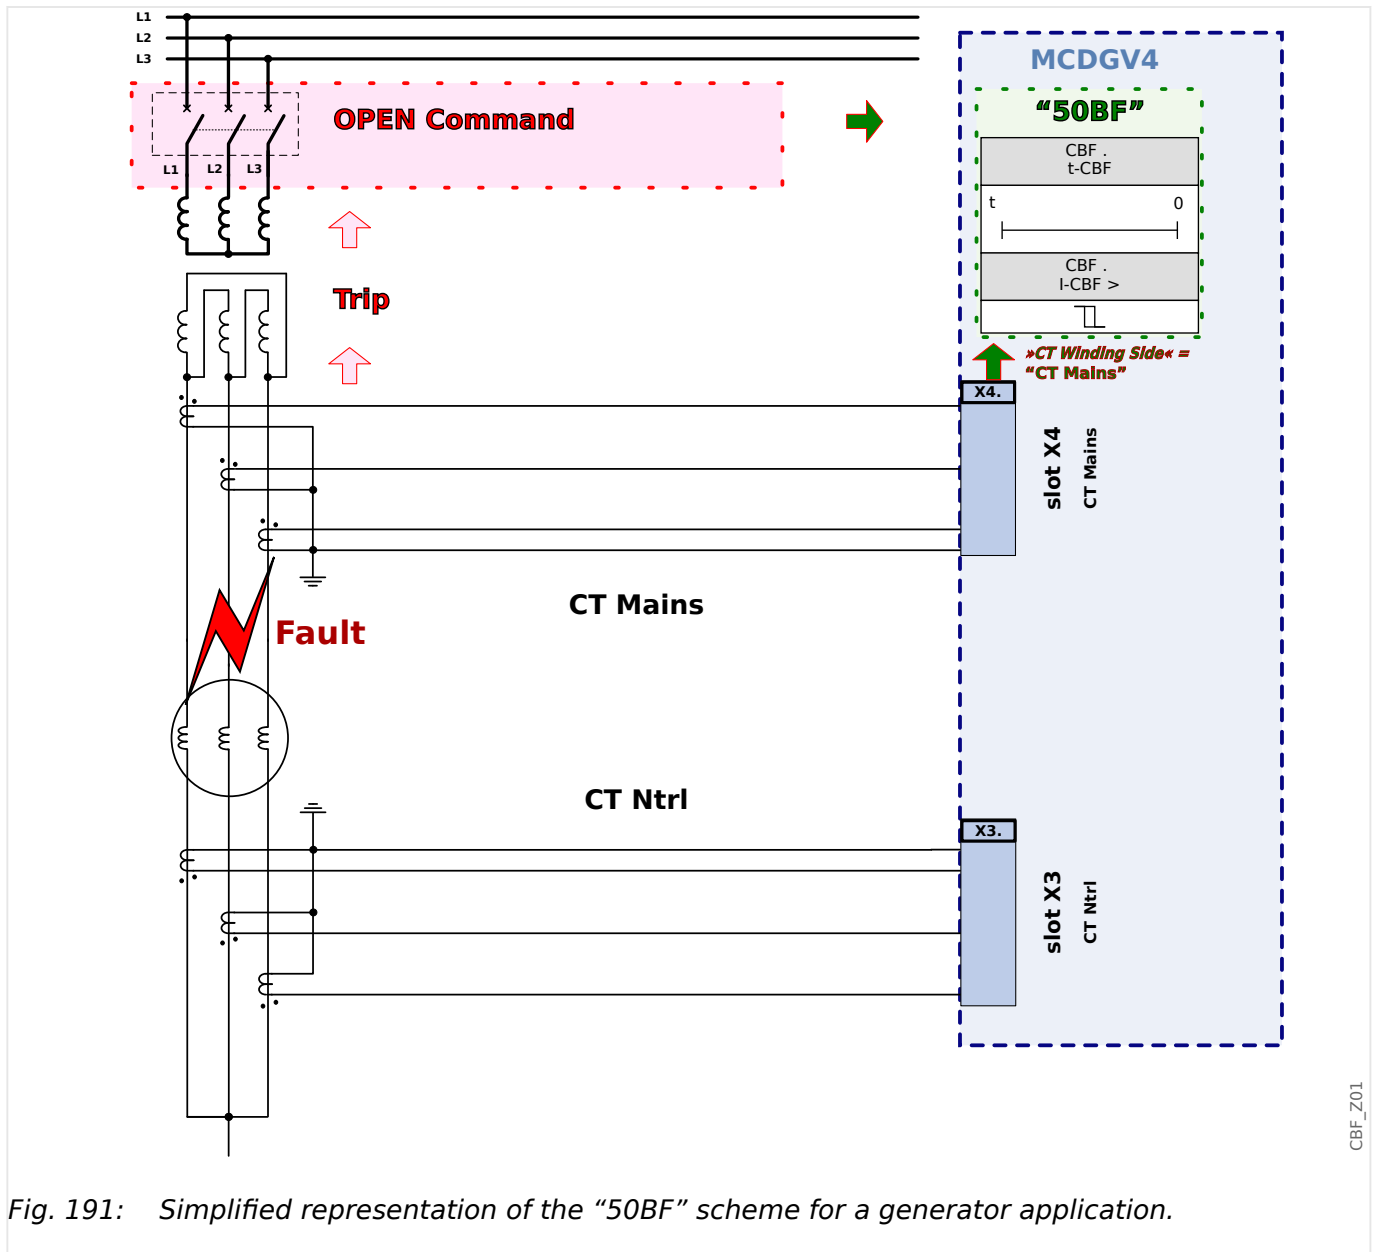 L1
L2
L3
MCDGV4
“50BF”
OPEN Command
CBF .
t-CBF
L1 L2 L3
t 0
CBF .
I-CBF >
Trip
»CT Winding Side« =
“CT Mains”
X4.
slot X4
CT Mains
CT Mains
Fault
CT Ntrl
X3.
slot X3
CT Ntrl
CBF_Z01
Fig. 191: Simplified representation of the “50BF” scheme for a generator application.